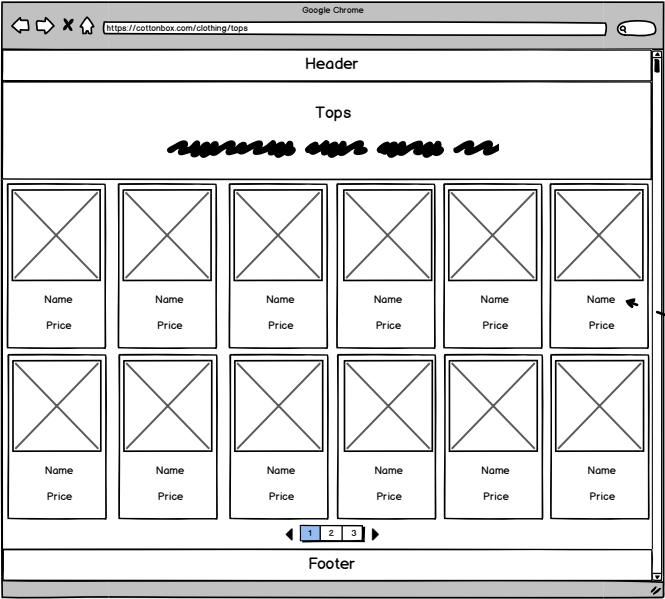 Google Chrome
https://cottonbox.com/clothing/tops
Header
Tops
Name Name Name Name Name Name
Price Price Price Price Price Price
Name Name Name Name Name Name
Price Price Price Price Price Price
1 2 3
Footer